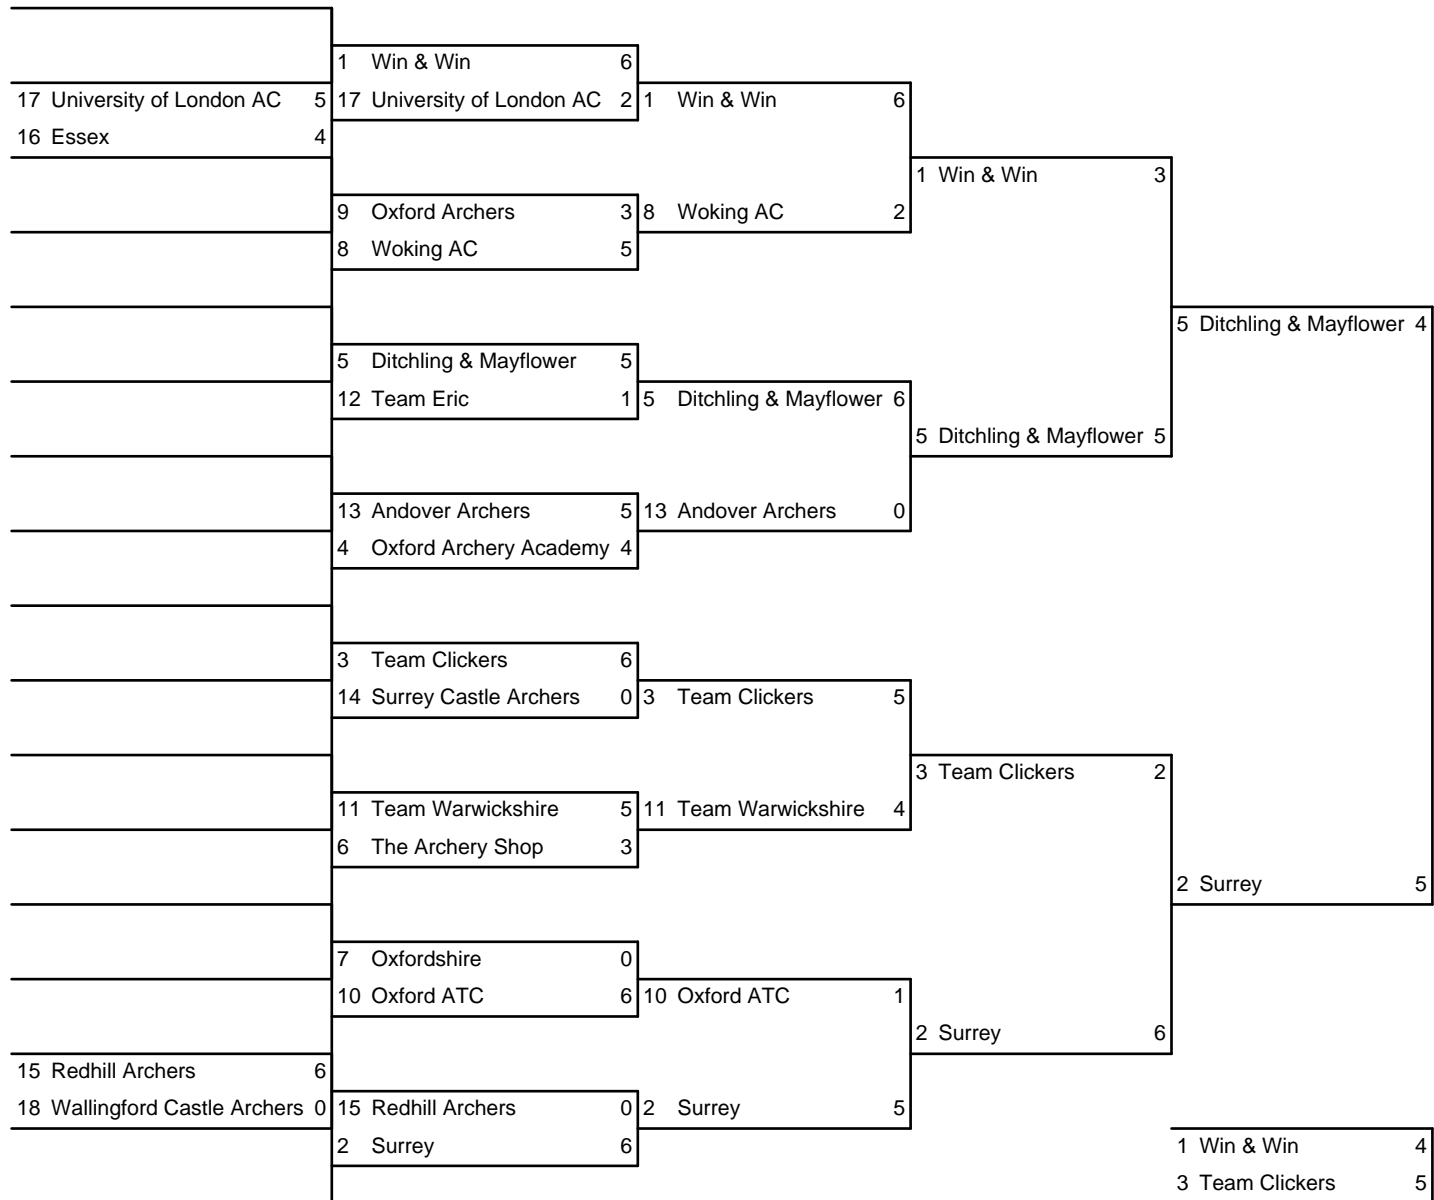 17 University of London AC 5
16 Essex 4
15 Redhill Archers 6
18 Wallingford Castle Archers 0
1 Win & Win 6
17 University of London AC 2
9 Oxford Archers 3
8 Woking AC 5
5 Ditchling & Mayflower 5
12 Team Eric 1
13 Andover Archers 5
4 Oxford Archery Academy 4
3 Team Clickers 6
14 Surrey Castle Archers 0
11 Team Warwickshire 5
6 The Archery Shop 3
7 Oxfordshire 0
10 Oxford ATC 6
15 Redhill Archers 0
2 Surrey 6
1 Win & Win 6
8 Woking AC 2
5 Ditchling & Mayflower 6
13 Andover Archers 0
3 Team Clickers 5
11 Team Warwickshire 4
10 Oxford ATC 1
2 Surrey 5
1 Win & Win 3
5 Ditchling & Mayflower 5
3 Team Clickers 2
2 Surrey 6
5 Ditchling & Mayflower 4
2 Surrey 5
1 Win & Win 4
3 Team Clickers 5